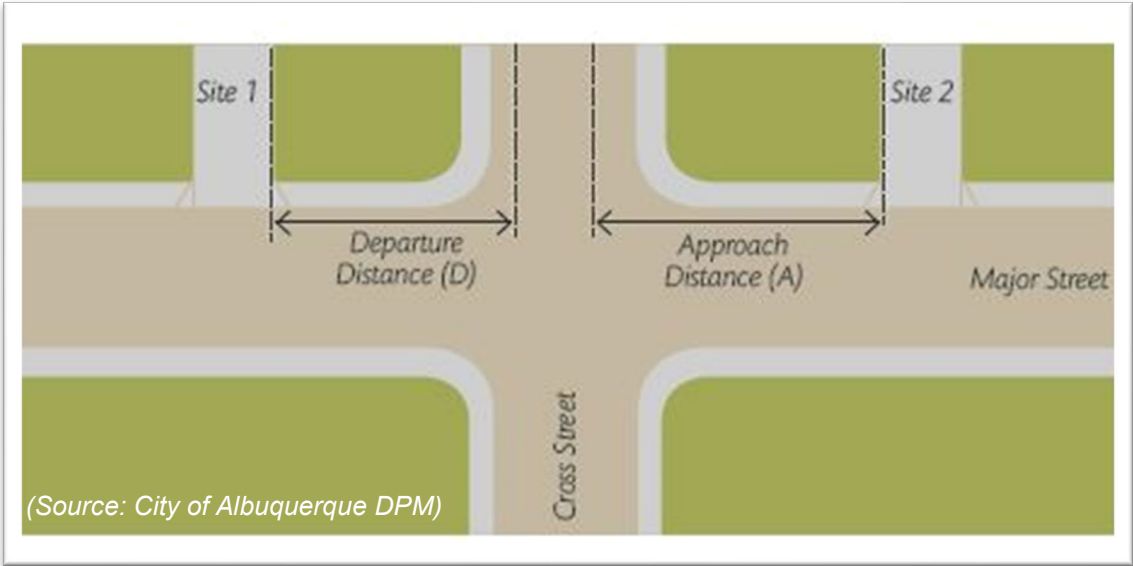 Site 1
Site 2
Departure
Distance (D)
Approach
Distance (A)
Major Street
Cross Street
(Source: City of Albuquerque DPM)